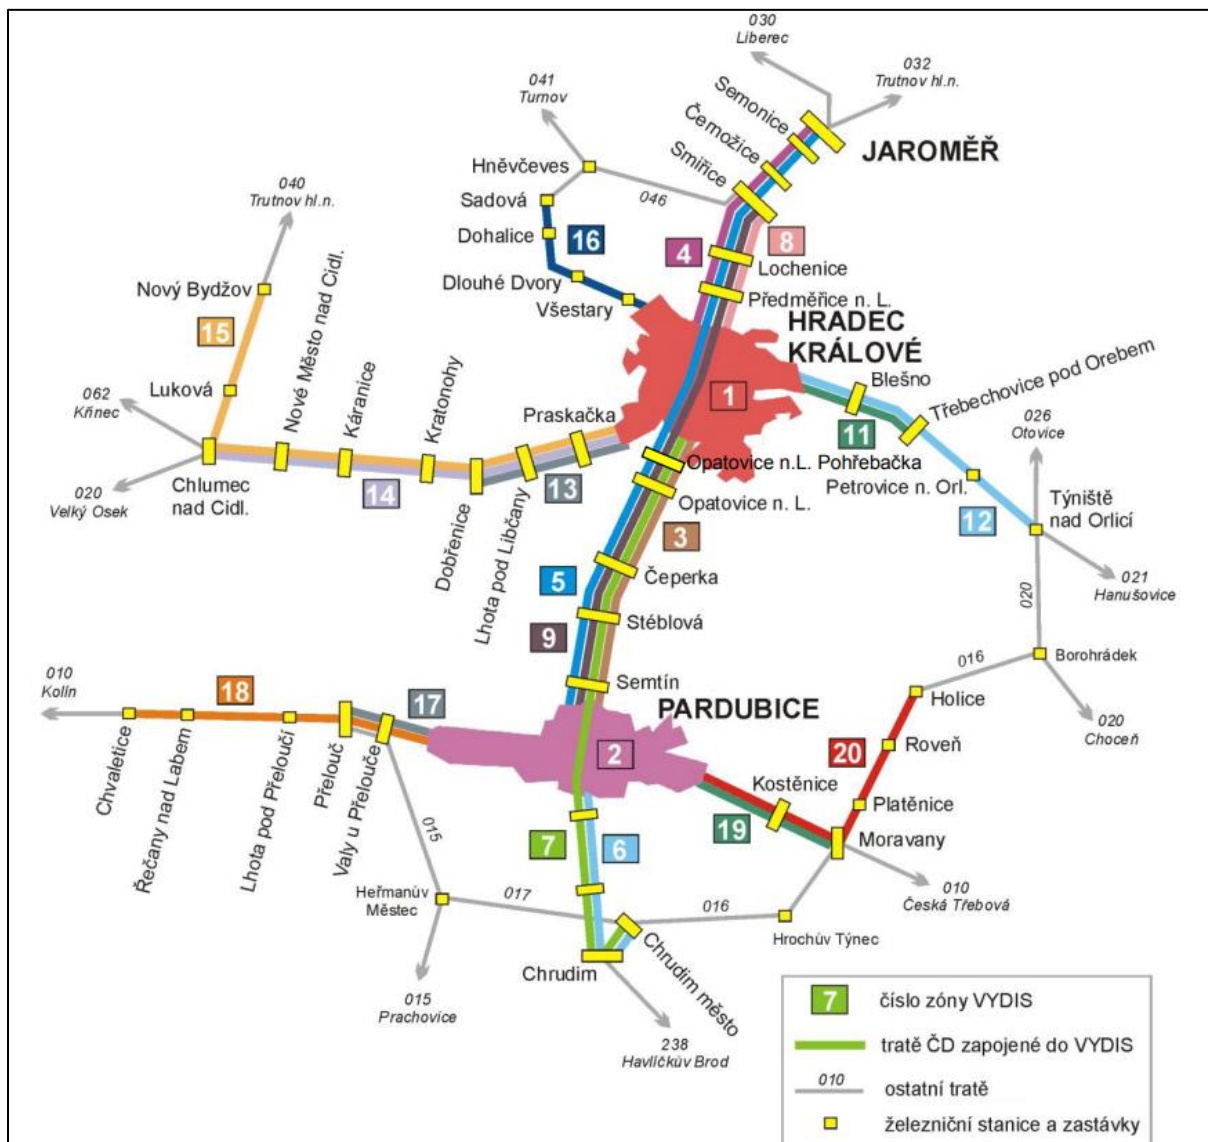 030
Liberec
032
Trutnov hl.n.
041
Turnov
Semonice
Černožice
Smiřice
JAROMĚŘ
Hněvčeves
046
Sadová
040
Trutnov hl.n.
16
Dohalice
4
8
Lochenice
Dlouhé Dvory
Předměřice n. L.
Nový Bydžov
Všestary
HRADEC
KRÁLOVÉ
15
Nové Město nad Cidl.
Káranice
Kratonohy
Luková
062
Křinec
Praskačka
1
Blešno
Třebechovice pod Orebem
11
026
Otovice
Opatovice n.L. Pohřebačka
Petrovice n. Orl.
Chlumec
nad Cidl.
14
13
020
Velký Osek
Opatovice n. L.
Týniště
nad Orlicí
12
Dobřenice
Lhota pod Libčany
3
5
Čeperka
021
Hanušovice
020
9
Stéblová
016
Borohrádek
010
Kolín
18
17
Semtín
PARDUBICE
Holice
020
Choceň
2
20
Roveň
Chvaletice
Řečany nad Labem
Lhota pod Přeloučí
Přelouč
Valy u Přelouče
Kostěnice
Platěnice
19
Moravany
015
7
6
010
Česká Třebová
Heřmanův
Městec
017
016
Hrochův Týnec
Chrudim
Chrudim město
015
Prachovice
238
Havlíčkův Brod
7
číslo zóny VYDIS
tratě ČD zapojené do VYDIS
010
ostatní tratě
železniční stanice a zastávky